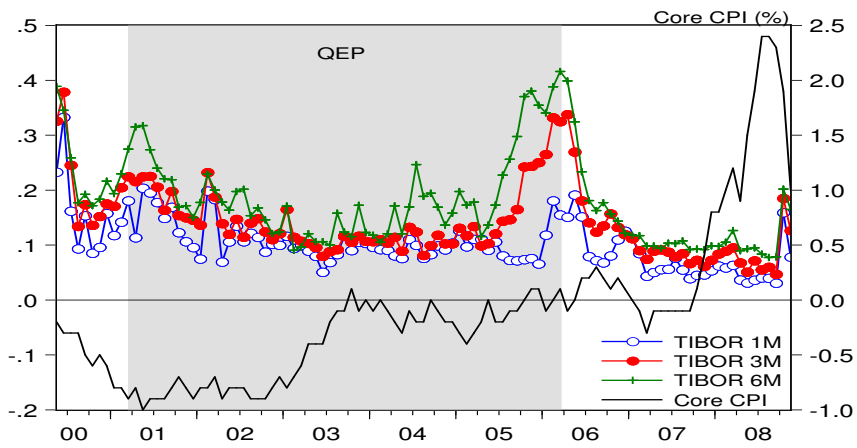 Core CPI (%)
.5 2.5
QEP
.4 2.0
.3 1.5
.2 1.0
.1 0.5
.0 0.0
-.1 -0.5
-.2 -1.0
TIBOR 1M
TIBOR 3M
TIBOR 6M
Core CPI
00 01 02 03 04 05 06 07 08